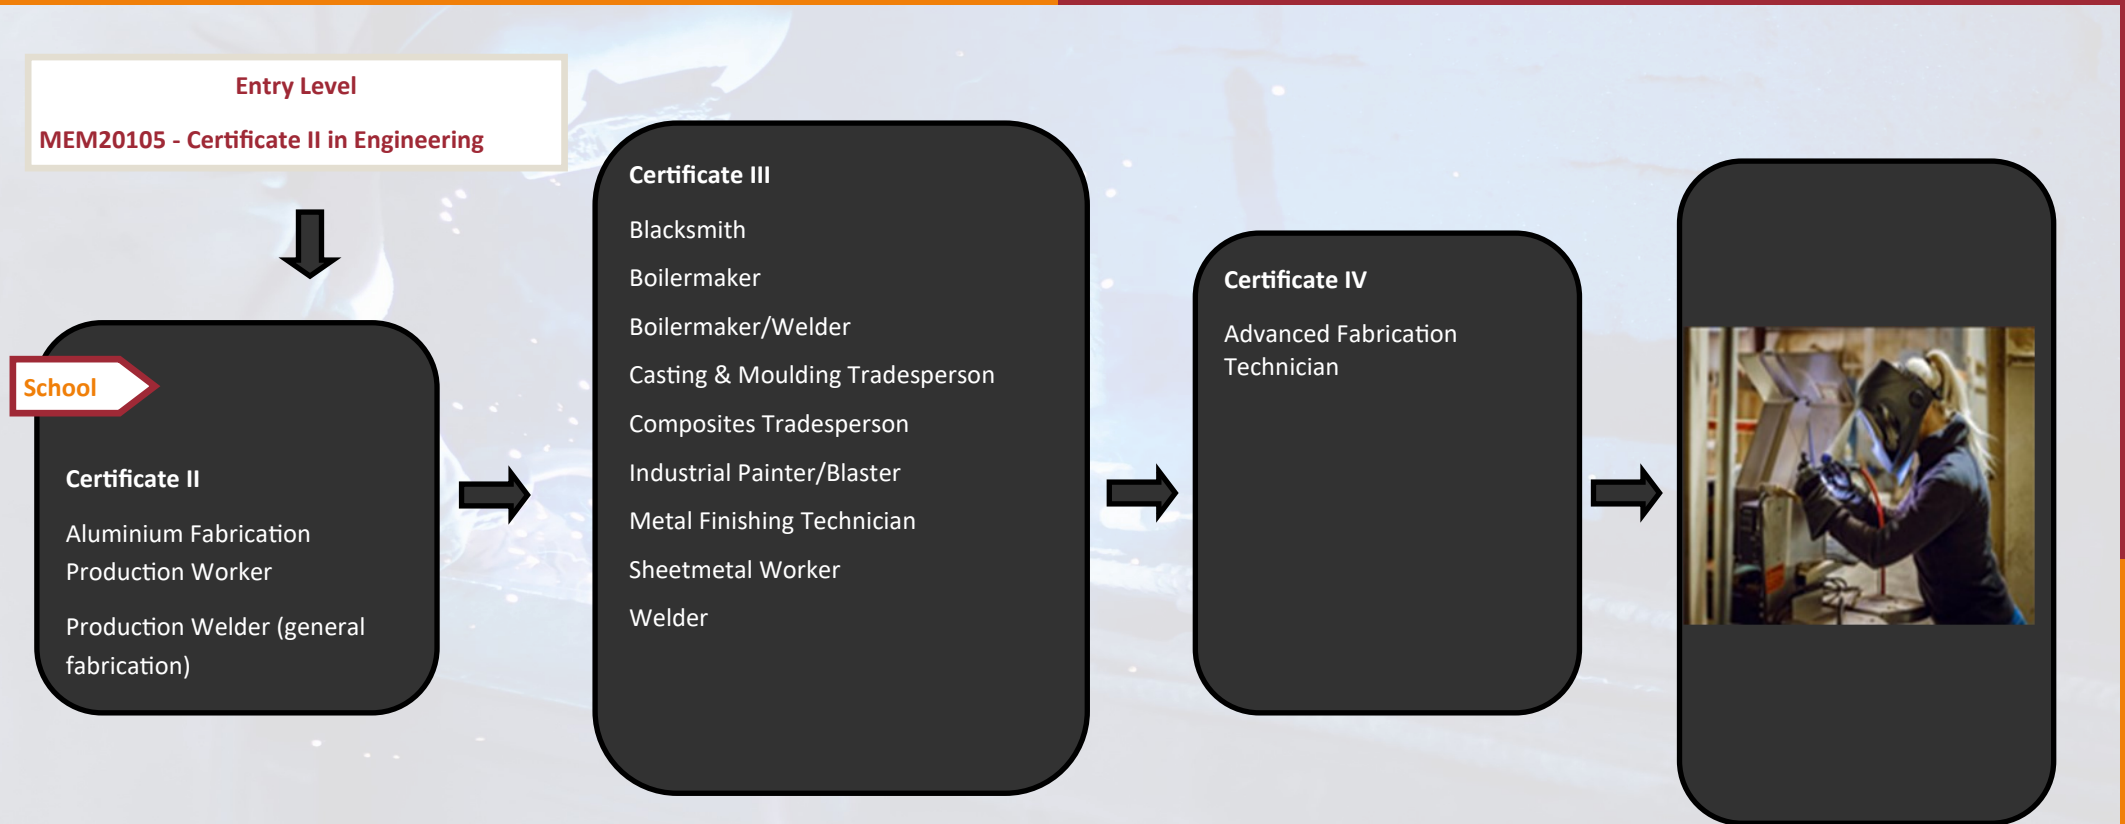 Entry Level
MEM20105 - Certificate II in Engineering
School
Certificate II
Aluminium Fabrication
Production Worker
Production Welder (general
fabrication)
Certificate III
Blacksmith
Boilermaker
Boilermaker/Welder
Casting & Moulding Tradesperson
Composites Tradesperson
Industrial Painter/Blaster
Metal Finishing Technician
Sheetmetal Worker
Welder
Certificate IV
Advanced Fabrication
Technician